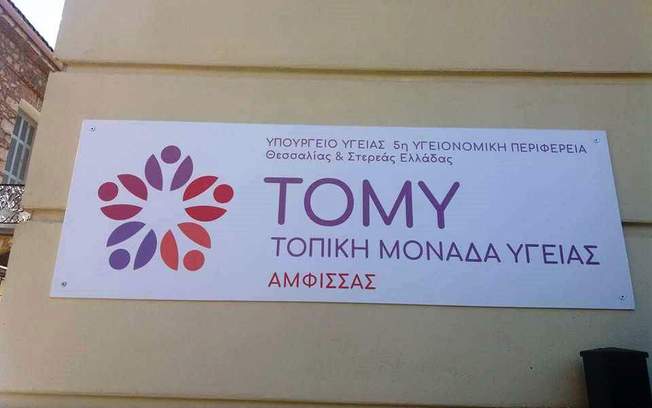 ΥΠΟΥΡΓΕΙΟ ΥΓΕΙΑΣ 5η ΥΓΕΙΟΝΟΜΙΚΗ ΠΕΡΙΦΕΡΕΙΑ
Θεσσαλίας & Στερεάς Ελλάδας
ΤΟΜΥ
ΤΟΠΙΚΗ ΜΟΝΑΔΑ ΥΓΕΙΑΣ
ΑΜΦΙΣΣΑΣ